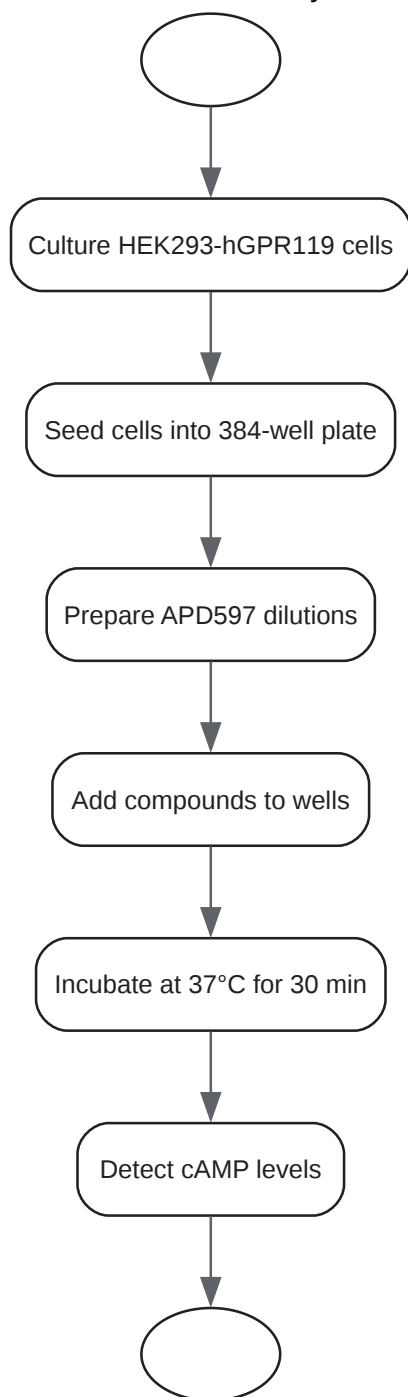 Culture HEK293-hGPR119 cells
Seed cells into 384-well plate
Prepare APD597 dilutions
Add compounds to wells
Incubate at 37°C for 30 min
Detect cAMP levels